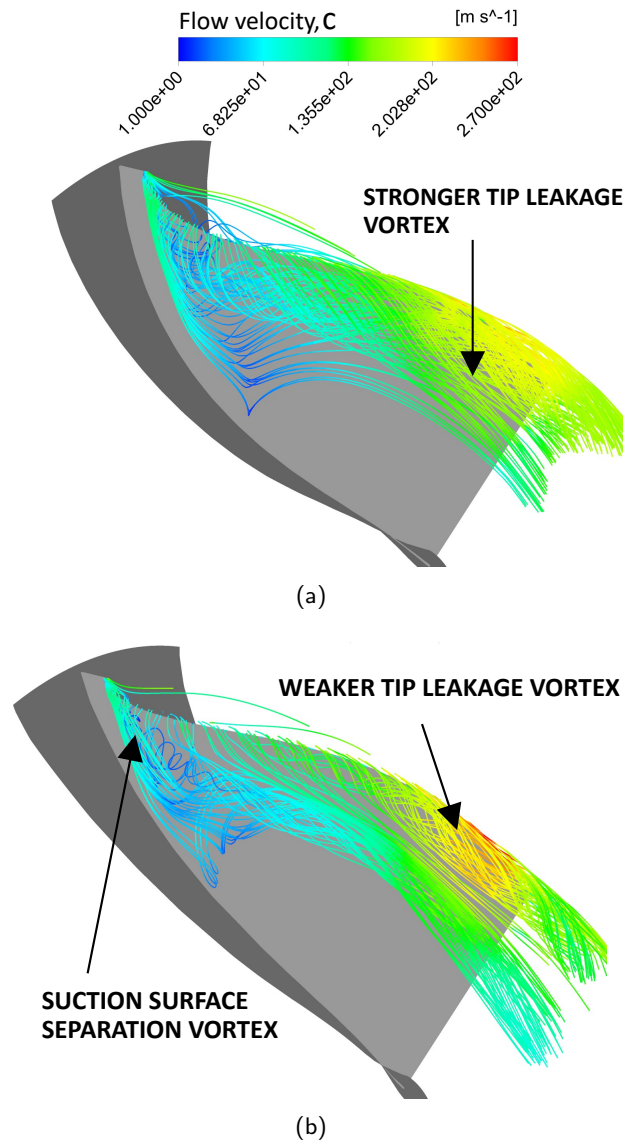 Flow velocity, C
[m s^-1]
1.000e+00
6.825e+01
1.355e+02
2.028e+02
2.700e+02
STRONGER TIP LEAKAGE
VORTEX
(a)
WEAKER TIP LEAKAGE VORTEX
SUCTION SURFACE
SEPARATION VORTEX
(b)